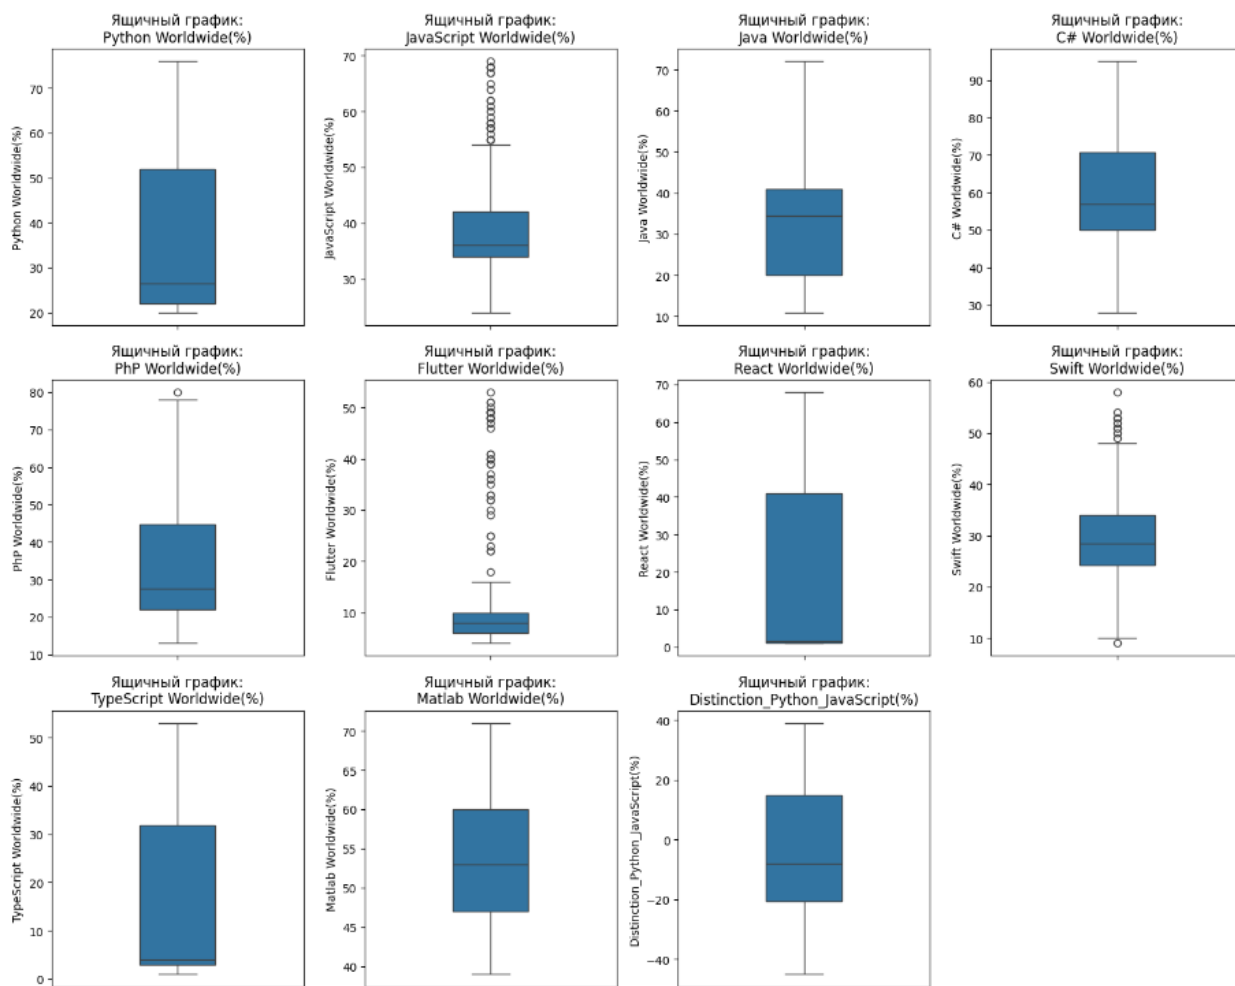 Ящичный график:
Python Worldwide(%)
Python Worldwide(%)
70
60
50
40
30
20
Ящичный график:
JavaScript Worldwide(%)
JavaScript Worldwide(%)
70
60
50
40
30
Ящичный график:
Java Worldwide(%)
Java Worldwide(%)
70
60
50
40
30
20
10
Ящичный график:
C# Worldwide(%)
C# Worldwide(%)
90
80
70
60
50
40
30
Ящичный график:
PhP Worldwide(%)
PhP Worldwide(%)
80
70
60
50
40
30
20
10
Ящичный график:
Flutter Worldwide(%)
Flutter Worldwide(%)
50
40
30
20
10
Ящичный график:
React Worldwide(%)
React Worldwide(%)
70
60
50
40
30
20
10
0
Ящичный график:
Swift Worldwide(%)
Swift Worldwide(%)
60
50
40
30
20
10
Ящичный график:
TypeScript Worldwide(%)
TypeScript Worldwide(%)
50
40
30
20
10
0
Ящичный график:
Matlab Worldwide(%)
Matlab Worldwide(%)
70
65
60
55
50
45
40
Ящичный график:
Distinction_Python_JavaScript(%)
Distinction_Python_JavaScript(%)
40
20
0
−20
−40